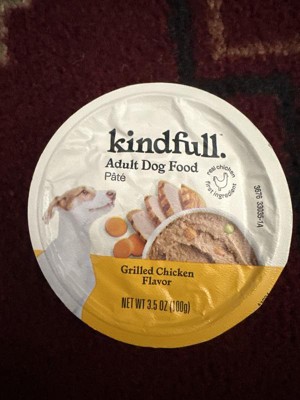 kindfull.
Adult Dog Food
Pâté
real chicken
first ingredient
Grilled Chicken
Flavor
NET WT 3.5 OZ (100g)